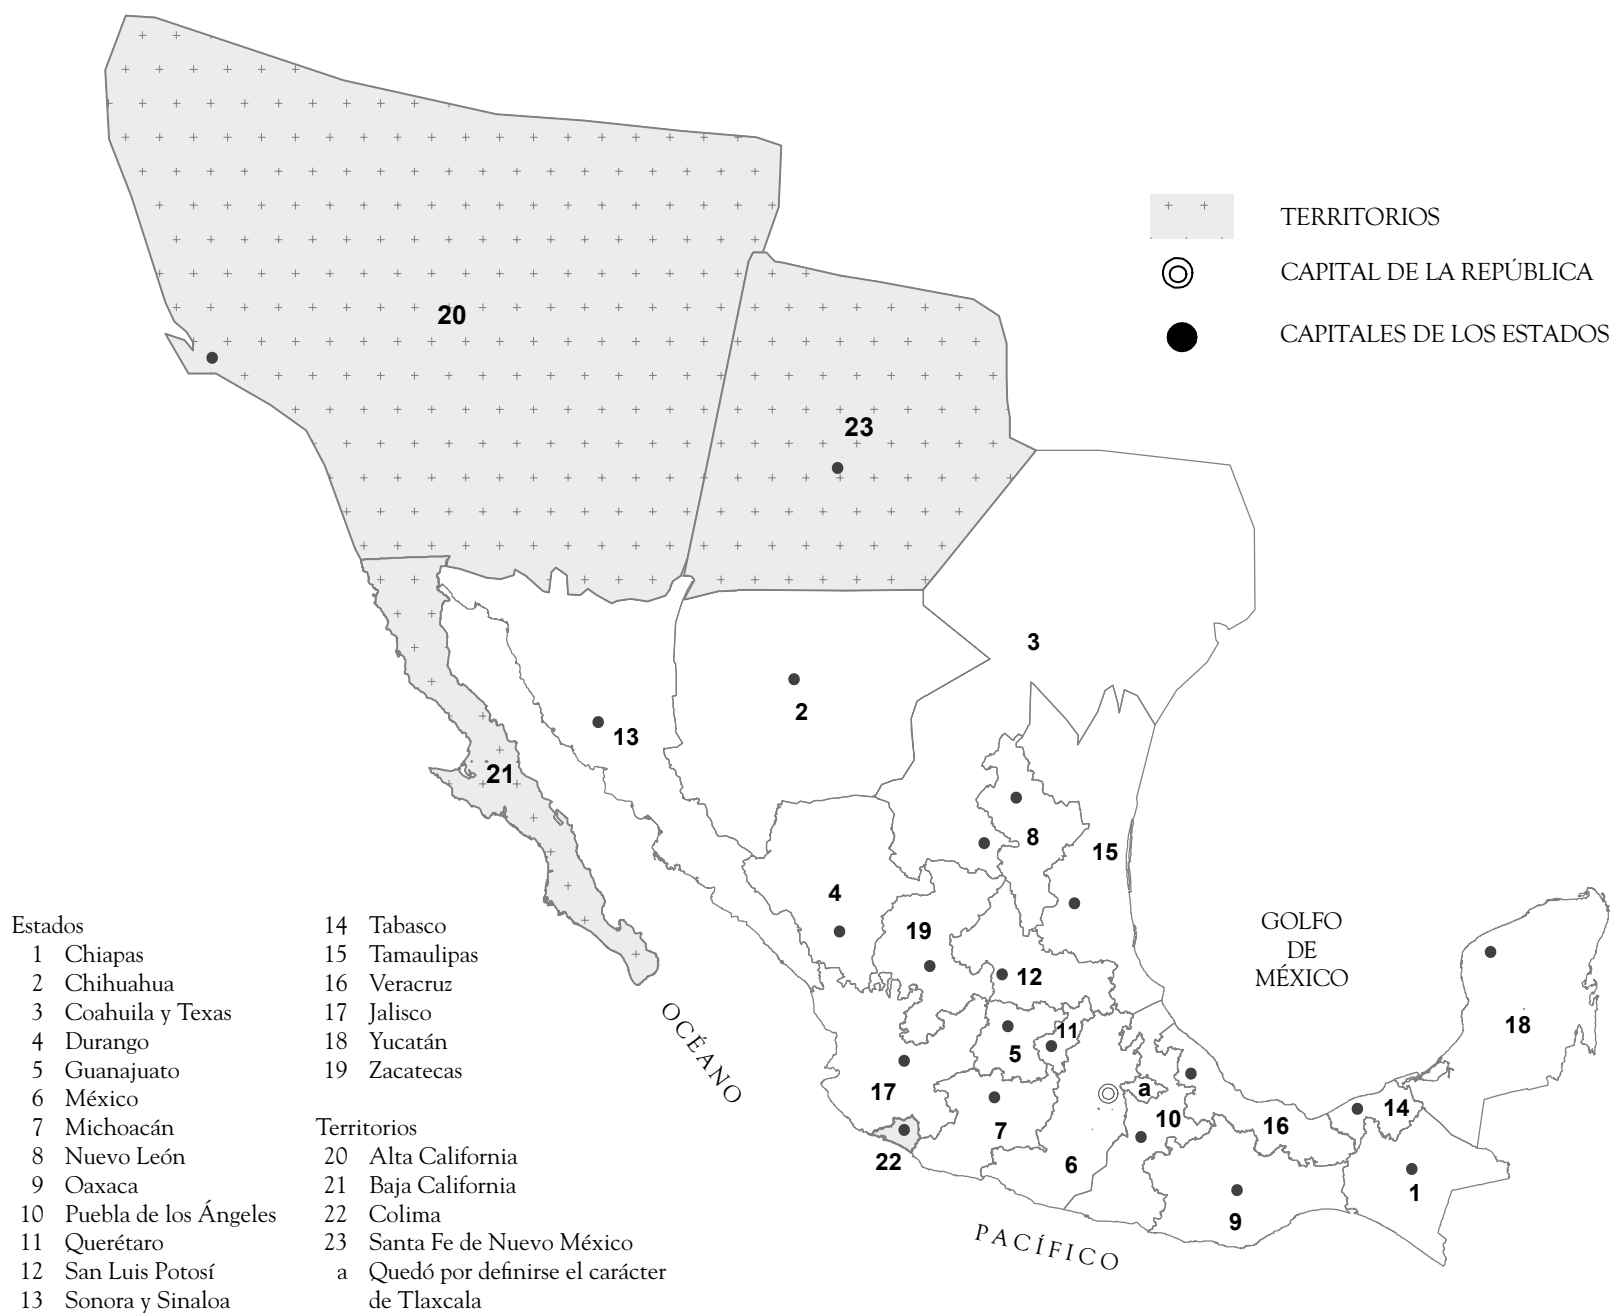 TERRITORIOS
CAPITAL DE LA REPÚBLICA
CAPITALES DE LOS ESTADOS
20
23
3
2
13
21
8
15
4
19
12
GOLFO
DE
MÉXICO
18
11
5
17
a
10
16
14
7
22
6
1
9
OCÉANO
PACÍFICO
Estados
1 Chiapas
2 Chihuahua
3 Coahuila y Texas
4 Durango
5 Guanajuato
6 México
7 Michoacán
8 Nuevo León
9 Oaxaca
10 Puebla de los Ángeles
11 Querétaro
12 San Luis Potosí
13 Sonora y Sinaloa
14 Tabasco
15 Tamaulipas
16 Veracruz
17 Jalisco
18 Yucatán
19 Zacatecas
Territorios
20 Alta California
21 Baja California
22 Colima
23 Santa Fe de Nuevo México
a Quedó por definirse el carácter
de Tlaxcala